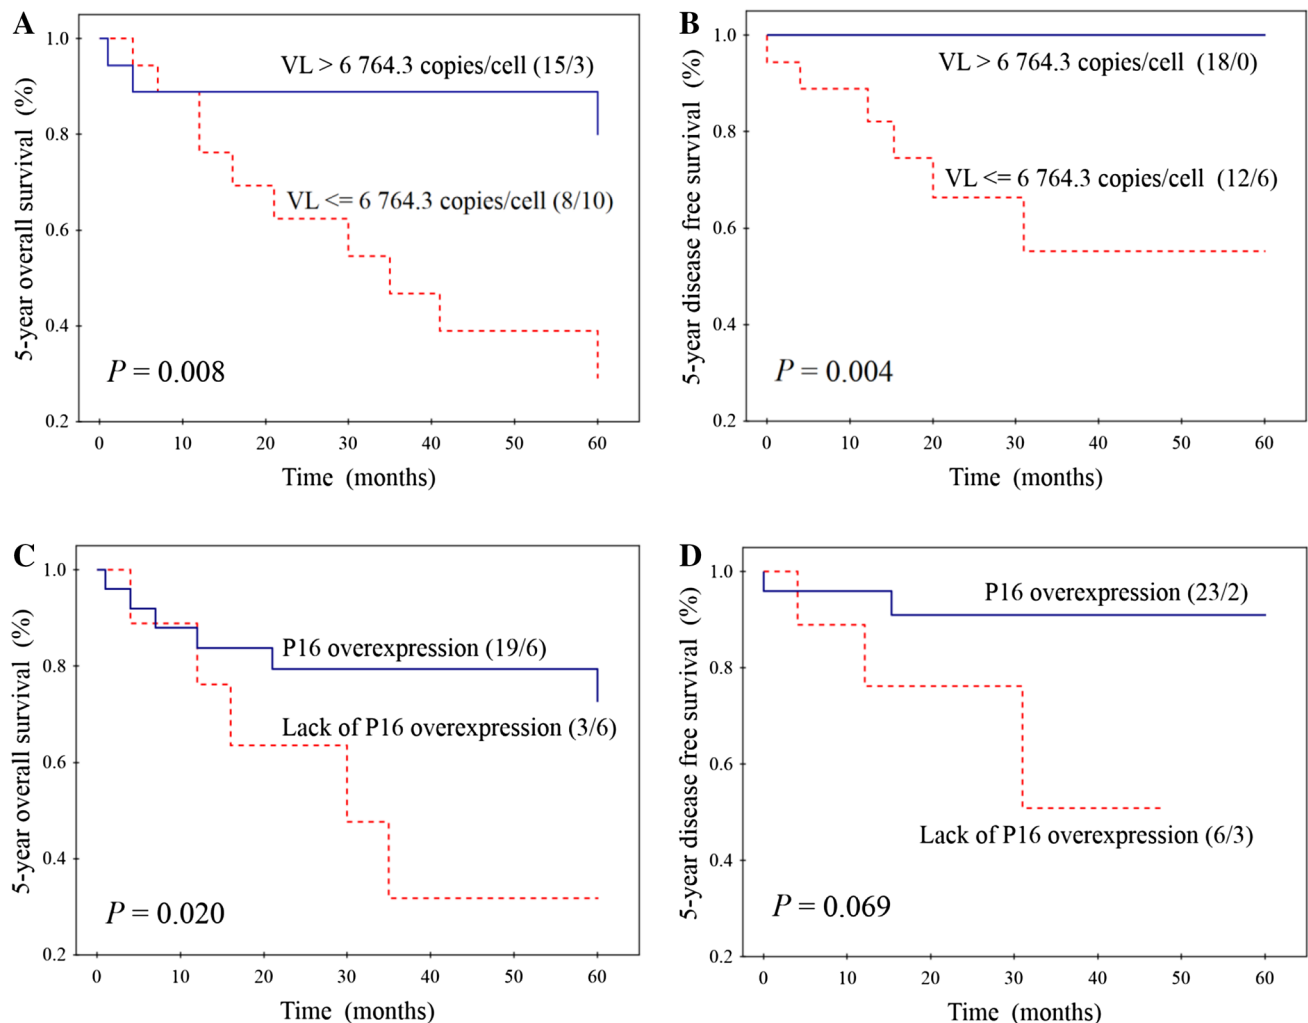 A
5-year overall survival (%)
1.0
0.8
0.6
0.4
0.2
VL > 6 764.3 copies/cell (15/3)
VL <= 6 764.3 copies/cell (8/10)
P = 0.008
0 10 20 30 40 50 60
Time (months)
B
5-year disease free survival (%)
1.0
0.8
0.6
0.4
0.2
VL > 6 764.3 copies/cell (18/0)
VL <= 6 764.3 copies/cell (12/6)
P = 0.004
0 10 20 30 40 50 60
Time (months)
C
5-year overall survival (%)
1.0
0.8
0.6
0.4
0.2
P16 overexpression (19/6)
Lack of P16 overexpression (3/6)
P = 0.020
0 10 20 30 40 50 60
Time (months)
D
5-year disease free survival (%)
1.0
0.8
0.6
0.4
0.2
P16 overexpression (23/2)
Lack of P16 overexpression (6/3)
P = 0.069
0 10 20 30 40 50 60
Time (months)